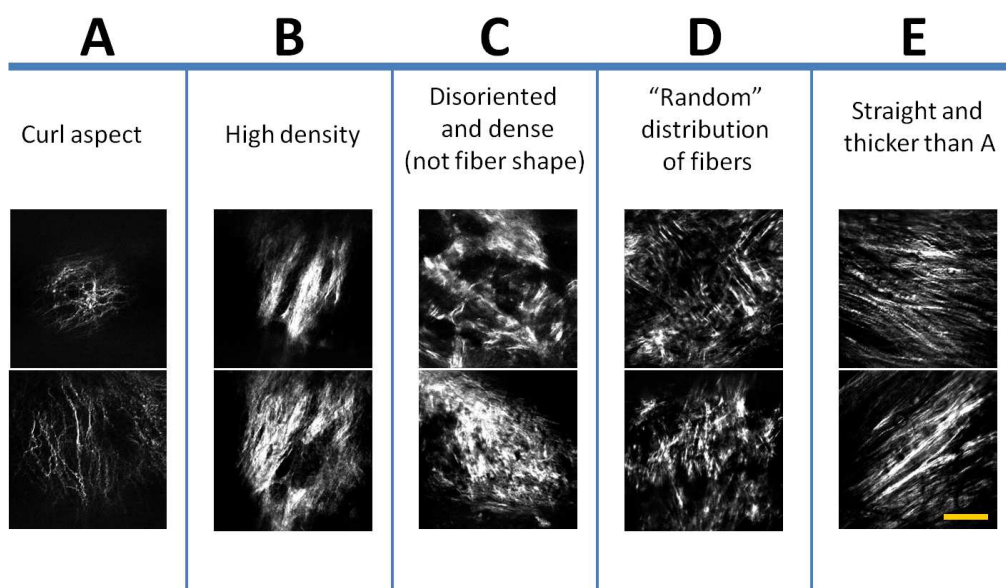 A
B
C
D
E
Curl aspect
High density
Disoriented
and dense
(not fiber shape)
“Random”
distribution
of fibers
Straight and
thicker than A